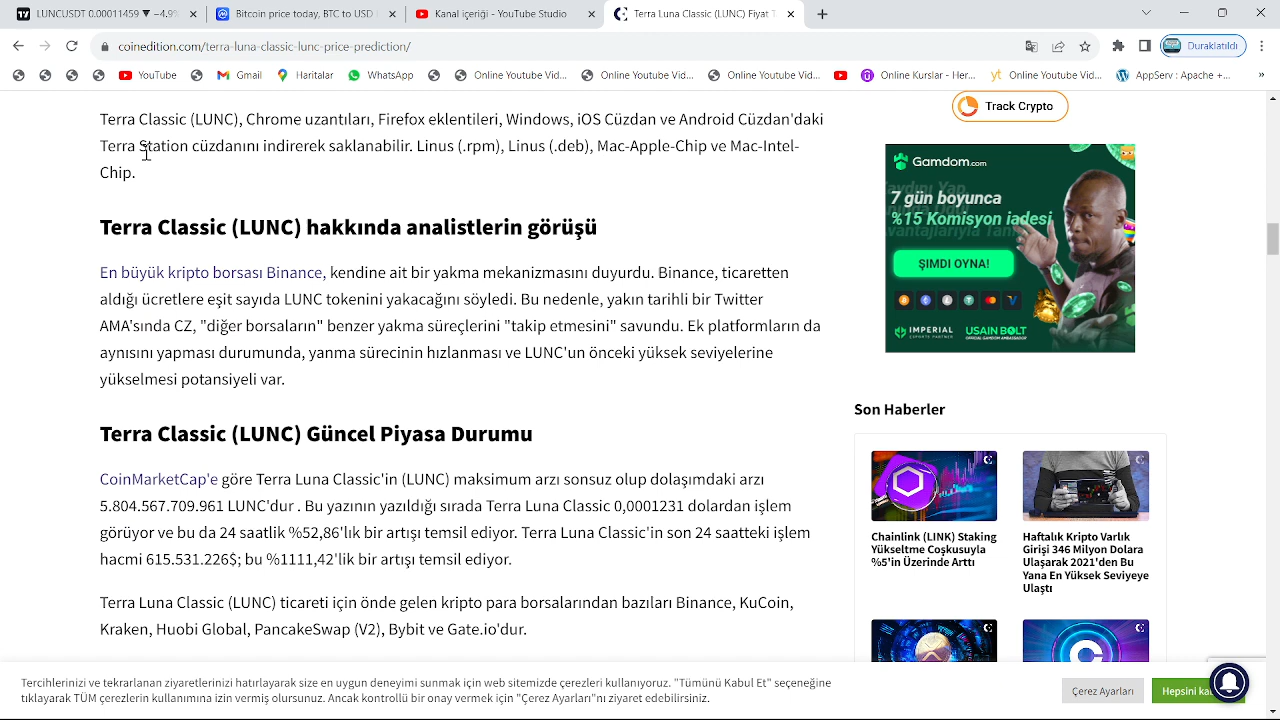 LUNCUSDT 0.00011459 ▼ −4.99
Bitcoin price today, BTC to USD
Kanal içeriği - YouTube Studio
Terra Luna Classic (LUNC) Fiyat T
coinedition.com/terra-luna-classic-lunc-price-prediction/
Duraklatıldı
YouTube
Gmail
Haritalar
WhatsApp
Online Youtube Vid...
Online Youtube Vid...
Online Youtube Vid...
Online Kurslar - Her...
Online Youtube Vid...
AppServ : Apache +...
»
Terra Classic (LUNC), Chrome uzantıları, Firefox eklentileri, Windows, iOS Cüzdan ve Android Cüzdan'daki
Terra Station cüzdanını indirerek saklanabilir. Linus (.rpm), Linus (.deb), Mac-Apple-Chip ve Mac-Intel-
Chip.
Terra Classic (LUNC) hakkında analistlerin görüşü
En büyük kripto borsası Binance, kendine ait bir yakma mekanizmasını duyurdu. Binance, ticaretten
aldığı ücretlere eşit sayıda LUNC tokenini yakacağını söyledi. Bu nedenle, yakın tarihli bir Twitter
AMA'sında CZ, "diğer borsaların" benzer yakma süreçlerini "takip etmesini" savundu. Ek platformların da
aynısını yapması durumunda yakma sürecinin hızlanması ve LUNC'un önceki yüksek seviyelerine
yükselmesi potansiyeli var.
Terra Classic (LUNC) Güncel Piyasa Durumu
CoinMarketCap'e göre Terra Luna Classic'in (LUNC) maksimum arzı sonsuz olup dolaşımdaki arzı
5.804.567.709.961 LUNC'dur . Bu yazının yazıldığı sırada Terra Luna Classic 0,0001231 dolardan işlem
görüyor ve bu da 24 saatlik %52,80'lik bir artışı temsil ediyor. Terra Luna Classic'in son 24 saatteki işlem
hacmi 615.531.226$; bu %1111,42'lik bir artışı temsil ediyor.
Terra Luna Classic (LUNC) ticareti için önde gelen kripto para borsalarından bazıları Binance, KuCoin,
Kraken, Huobi Global, PancakeSwap (V2), Bybit ve Gate.io'dur.
Track Crypto
Gamdom.com
7 gün boyunca
%15 Komisyon iadesi
ŞIMDI OYNA!
IMPERIAL
ESPORTS PARTNER
USAIN BOLT
OFFICIAL GAMDOM AMBASSADOR
Son Haberler
Chainlink (LINK) Staking
Yükseltme Coşkusuyla
%5'in Üzerinde Arttı
Haftalık Kripto Varlık
Girişi 346 Milyon Dolara
Ulaşarak 2021'den Bu
Yana En Yüksek Seviyeye
Ulaştı
Tercihlerinizi ve tekrarlanan ziyaretlerinizi hatırlayarak size en uygun deneyimi sunmak için web sitemizde çerezleri kullanıyoruz. "Tümünü Kabul Et" seçeneğine
tıklayarak TÜM çerezlerin kullanımına izin vermiş olursunuz. Ancak kontrollü bir onay sağlamak için "Çerez Ayarları"nı ziyaret edebilirsiniz.
Çerez Ayarları
Hepsini ka